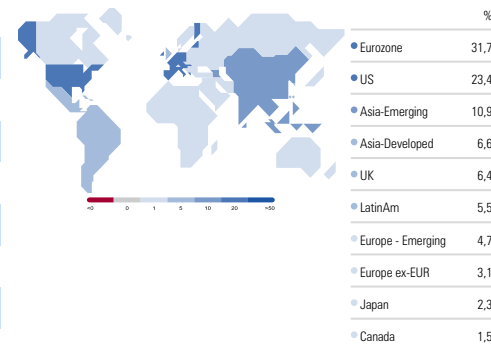 %
Eurozone 31,7
US 23,4
Asia-Emerging 10,9
Asia-Developed 6,6
UK 6,4
LatinAm 5,5
Europe - Emerging 4,7
Europe ex-EUR 3,1
Japan 2,3
Canada 1,5
<0 0 1 5 10 20 >50